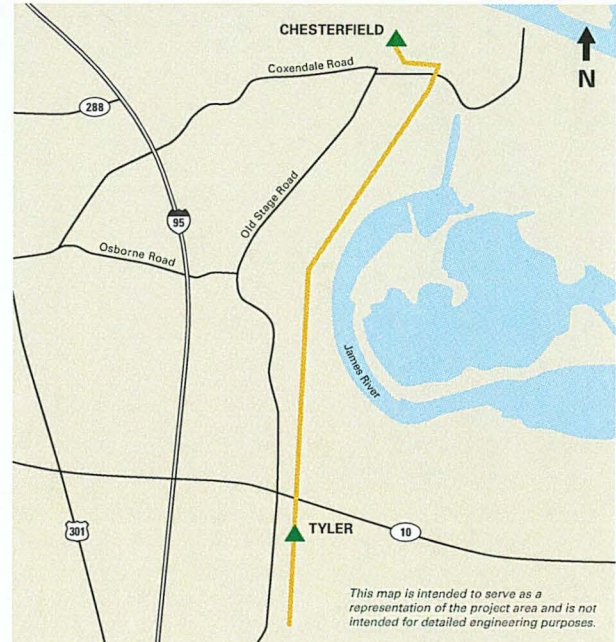 CHESTERFIELD
N
Coxendale Road
288
95
Old Stage Road
Osborne Road
James River
301
TYLER
10
This map is intended to serve as a
representation of the project area and is not
intended for detailed engineering purposes.